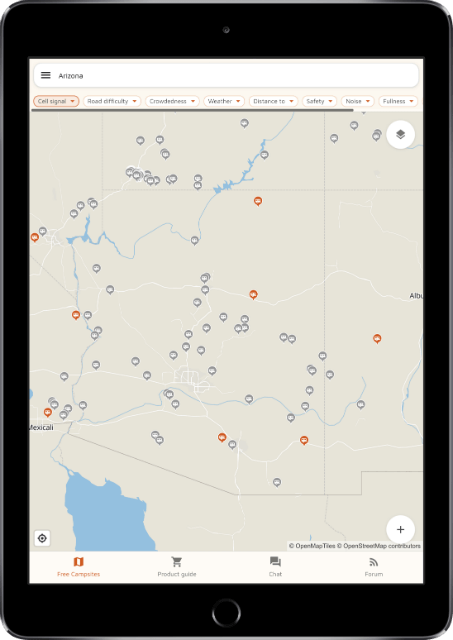 Arizona
Cell signal Road difficulty Crowdedness Weather Distance to Safety Noise Fullness
Albu
Mexicali
© OpenMapTiles © OpenStreetMap contributors
Free Campsites Product guide Chat Forum